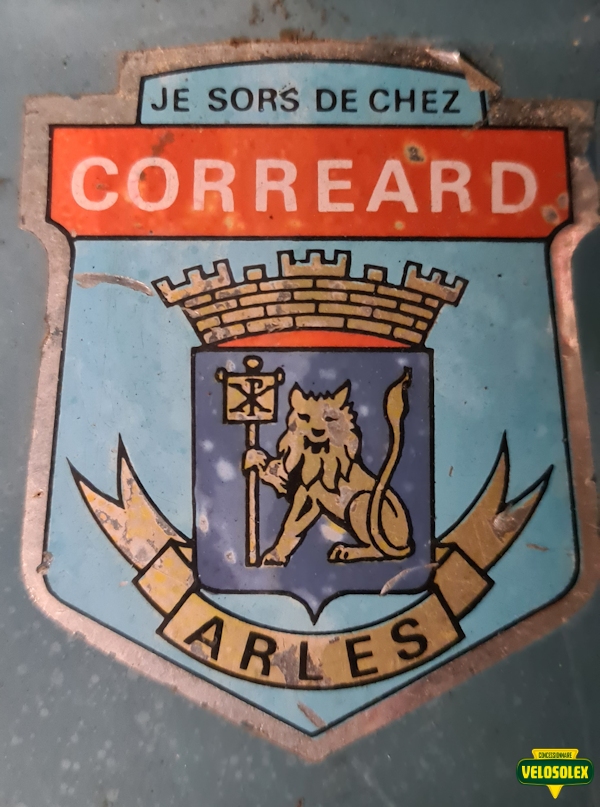 JE SORS DE CHEZ
CORREARD
ARLES
CONCESSIONNAIRE
VELOSOLEX